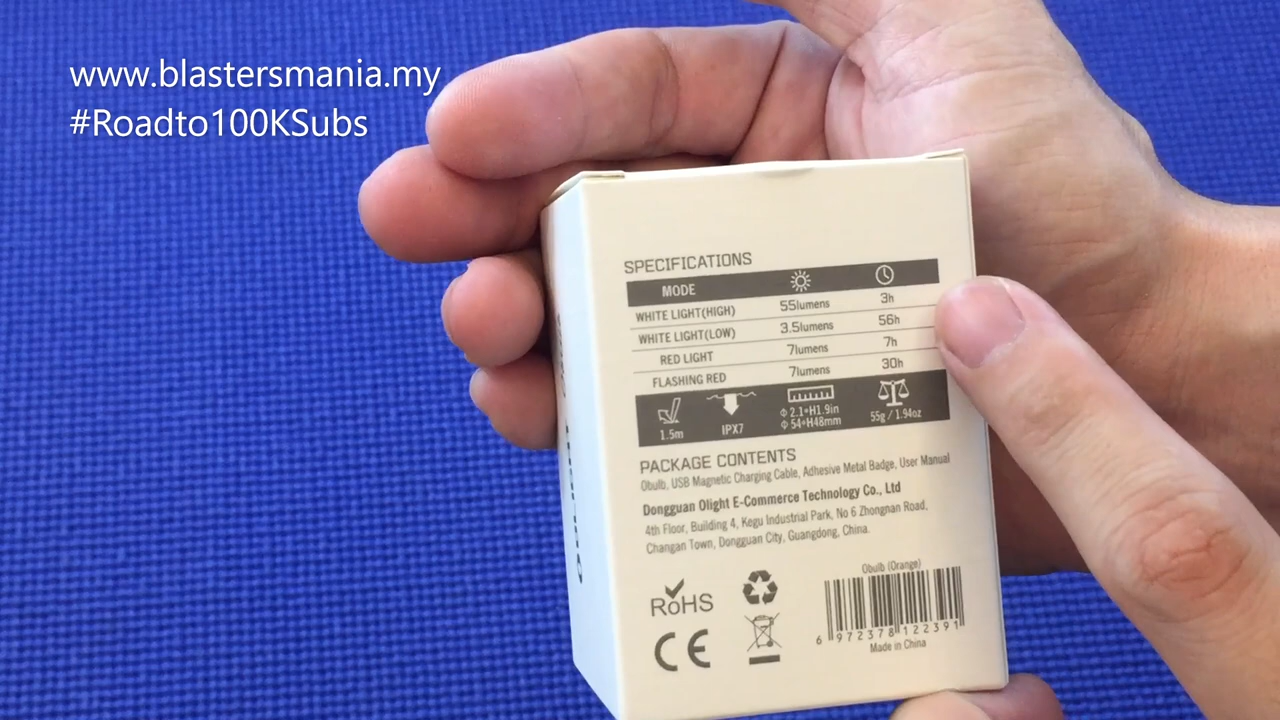 www.blastersmania.my
#Roadto100KSubs
SPECIFICATIONS
MODE
WHITE LIGHT(HIGH) 55lumens 3h
WHITE LIGHT(LOW) 3.5lumens 56h
RED LIGHT 7lumens 7h
FLASHING RED 7lumens 30h
1.5m IPX7 Φ 2.1*H1.9in Φ 54*H48mm 55g / 1.94oz
PACKAGE CONTENTS
Obulb, USB Magnetic Charging Cable, Adhesive Metal Badge, User Manual
Dongguan Olight E-Commerce Technology Co., Ltd
4th Floor, Building 4, Kegu Industrial Park, No 6 Zhongnan Road,
Changan Town, Dongguan City, Guangdong, China.
RoHS
CE
Obulb (Orange)
6 972378 122391
Made in China